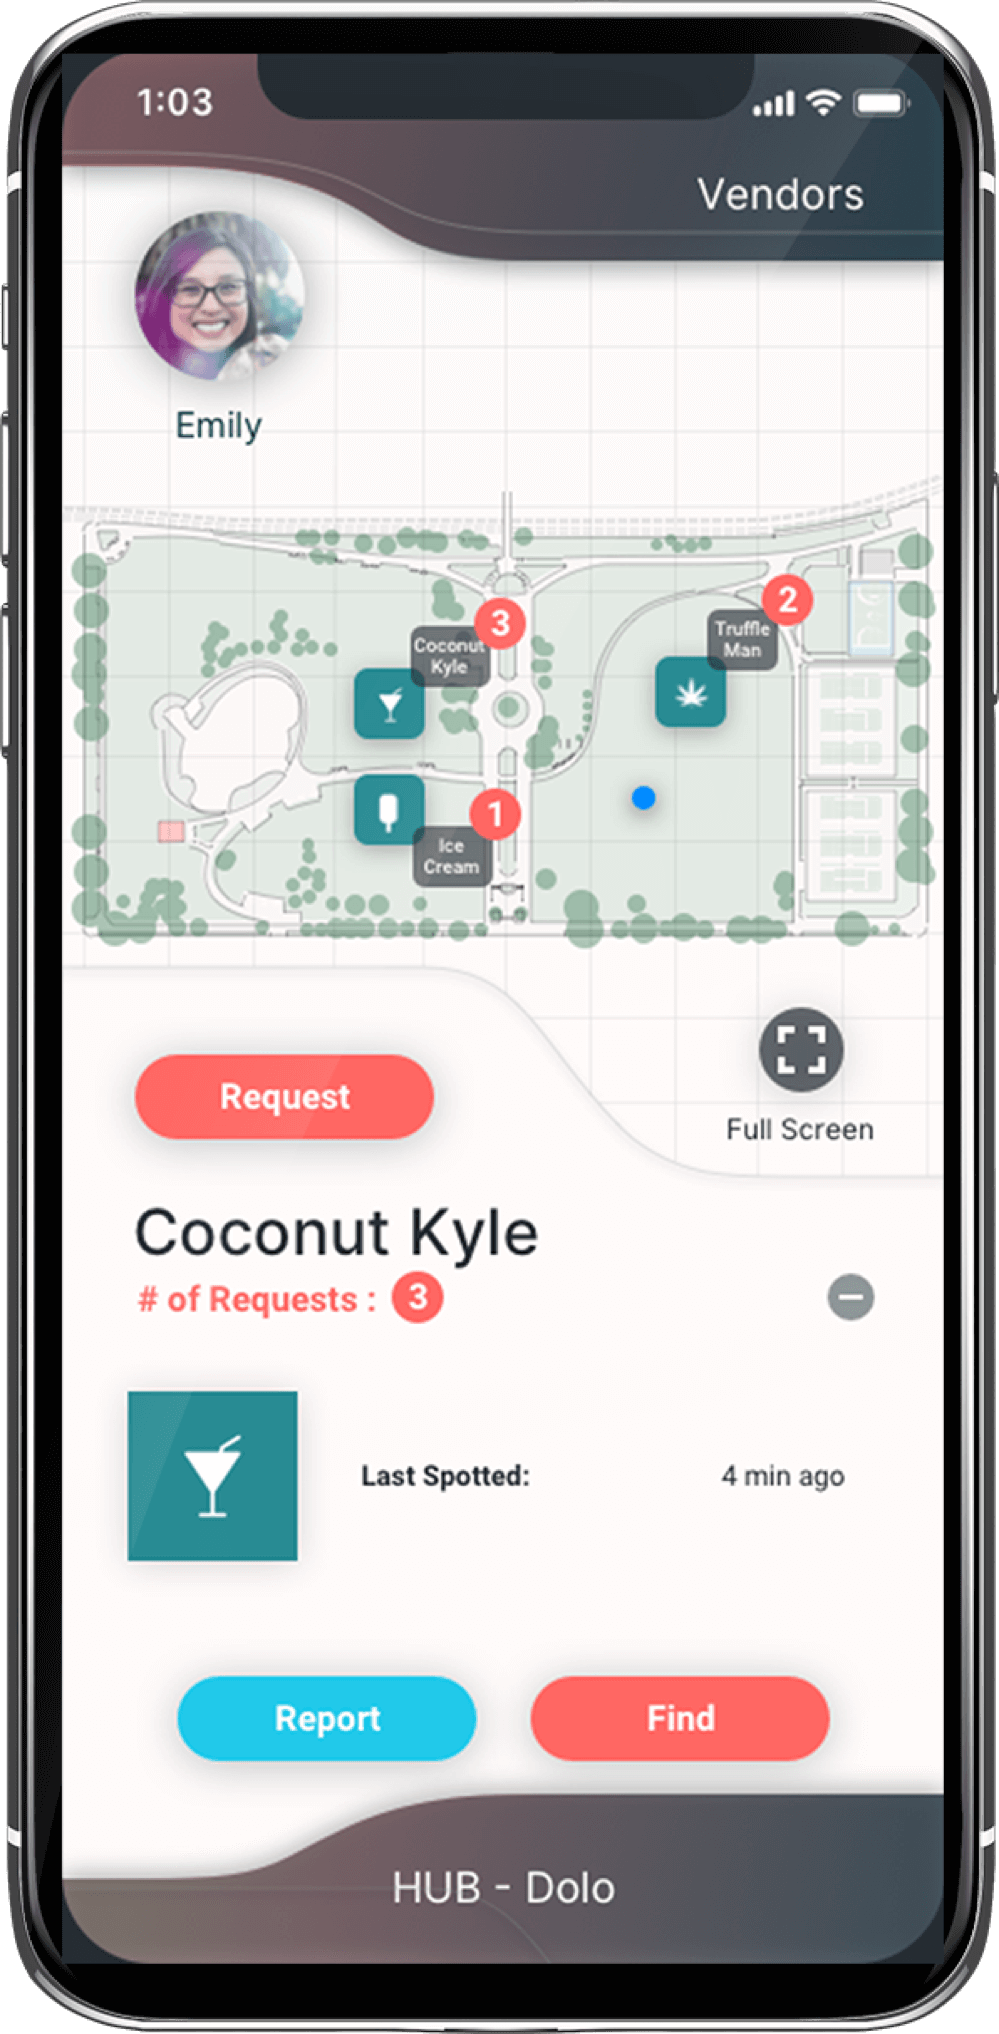 1:03
Vendors
Emily
3
Coconut
Kyle
2
Truffle
Man
1
Ice
Cream
Request
Full Screen
Coconut Kyle
# of Requests : 3
Last Spotted: 4 min ago
Report
Find
HUB - Dolo